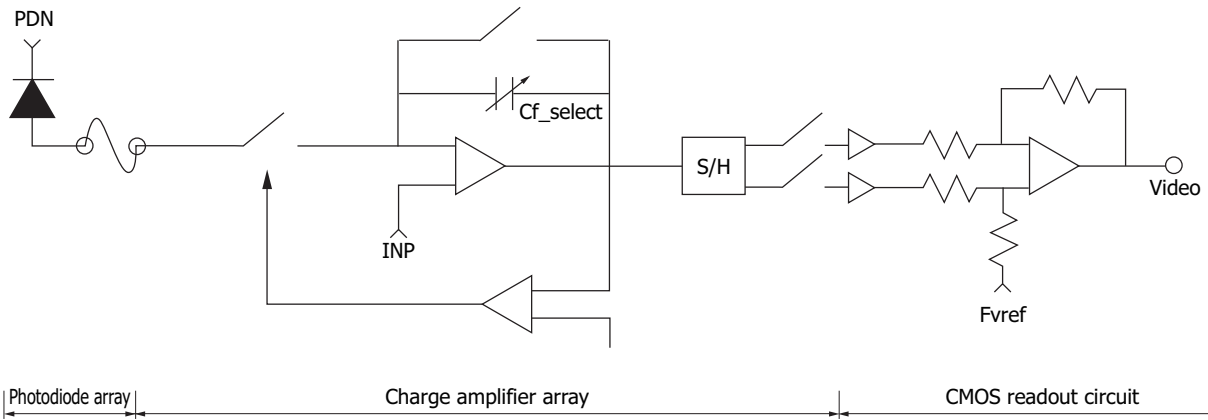 PDN
Cf_select
S/H
Video
INP
Fvref
Photodiode array
Charge amplifier array
CMOS readout circuit